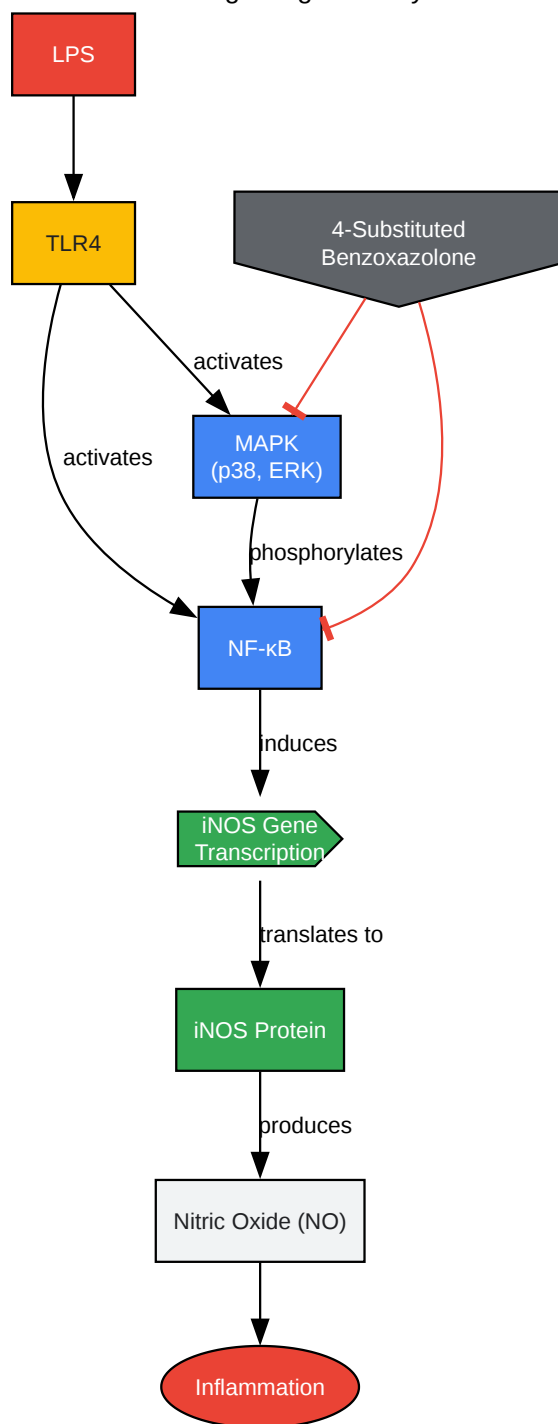 LPS
TLR4
4-Substituted
Benzoxazolone
activates
MAPK
(p38, ERK)
activates
phosphorylates
NF-κB
induces
iNOS Gene
Transcription
translates to
iNOS Protein
produces
Nitric Oxide (NO)
Inflammation